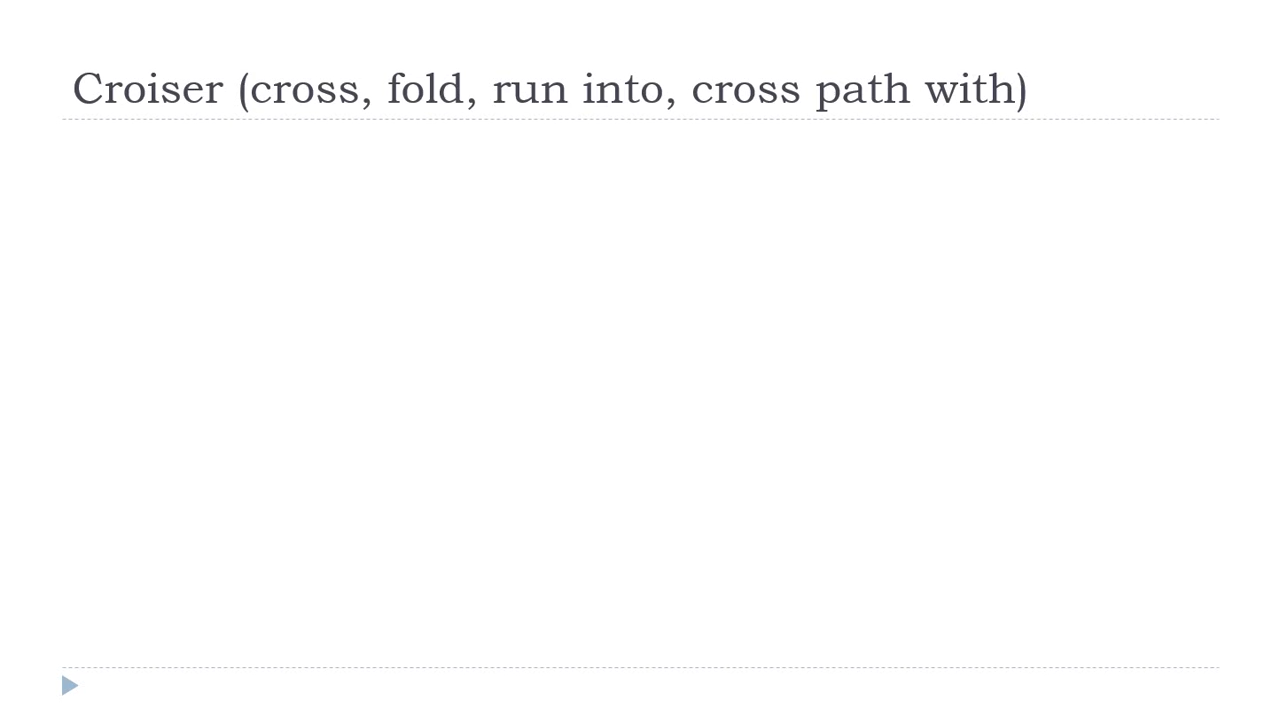 Croiser (cross, fold, run into, cross path with)